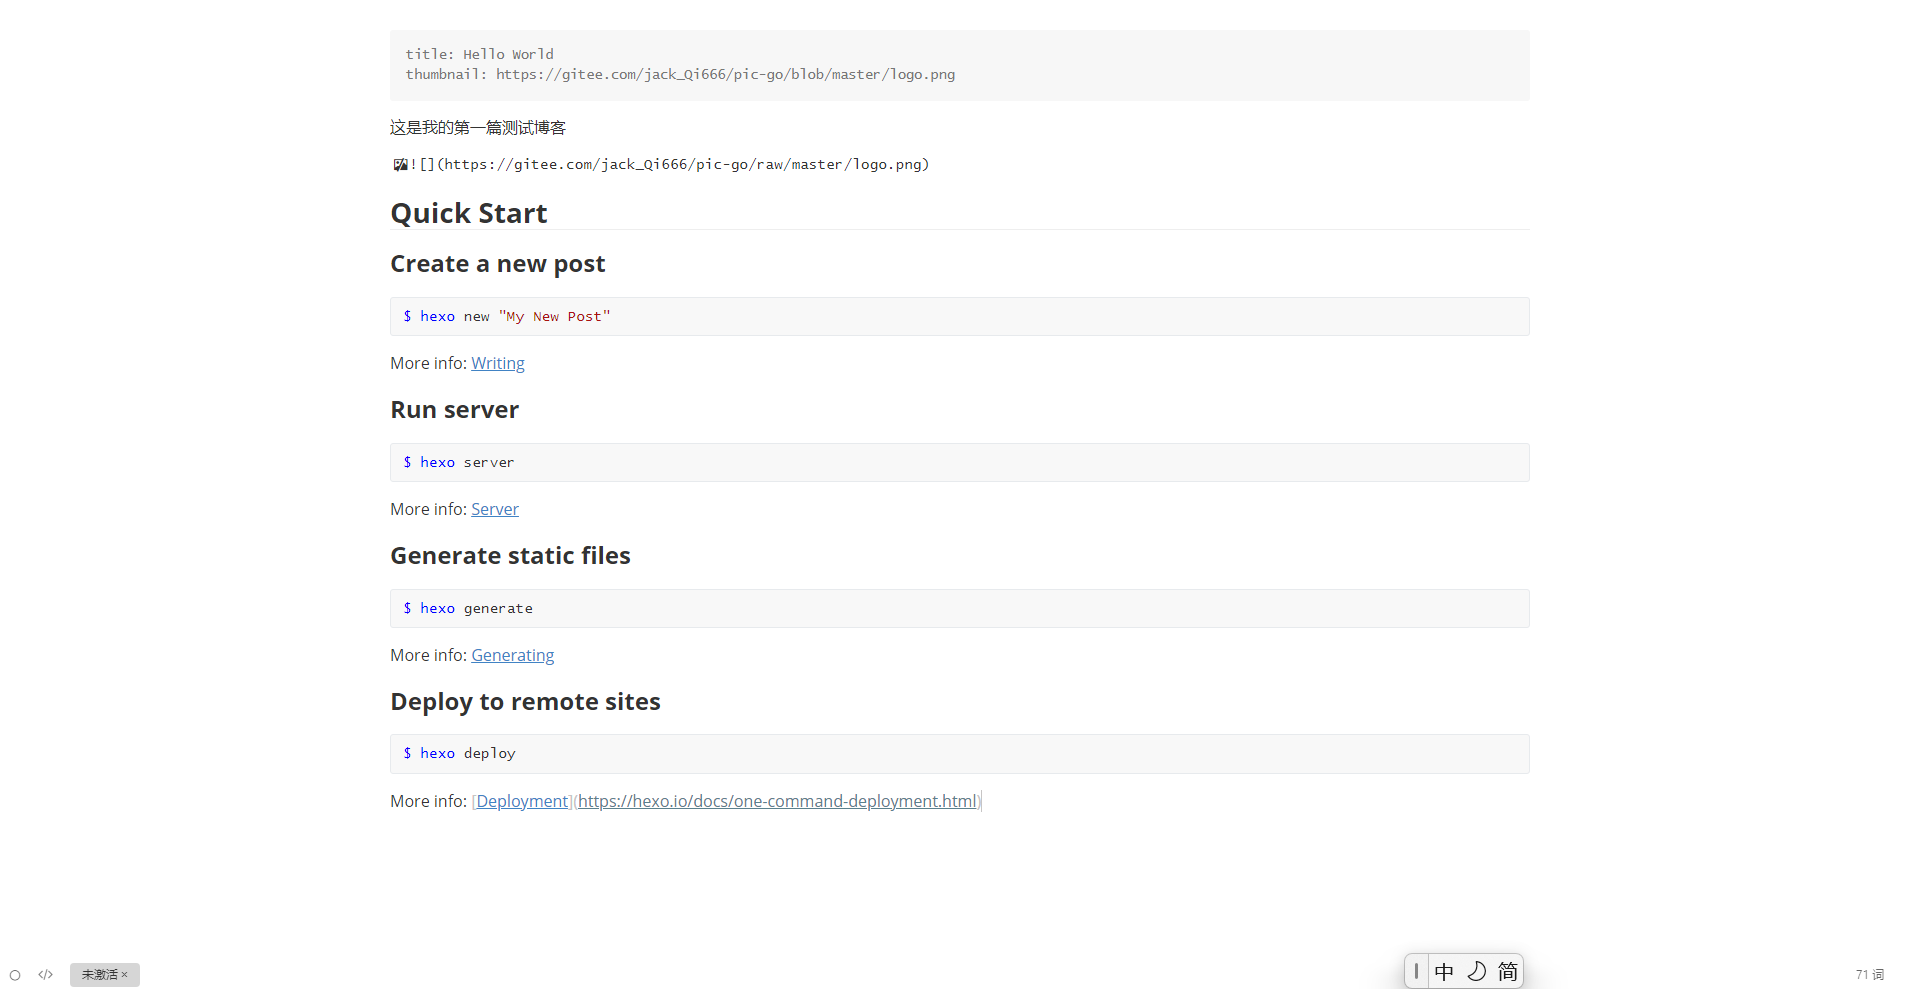 title: Hello World
thumbnail: https://gitee.com/jack_Qi666/pic-go/blob/master/logo.png
这是我的第一篇测试博客
![](https://gitee.com/jack_Qi666/pic-go/raw/master/logo.png)
Quick Start
Create a new post
$ hexo new "My New Post"
More info: Writing
Run server
$ hexo server
More info: Server
Generate static files
$ hexo generate
More info: Generating
Deploy to remote sites
$ hexo deploy
More info: [Deployment](https://hexo.io/docs/one-command-deployment.html)
</> 未激活 × 中 简 71 词